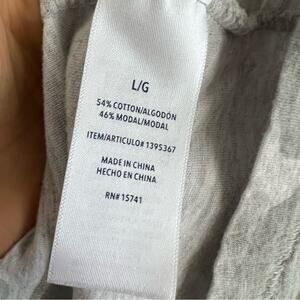 L/G
54% COTTON/ALGODÓN
46% MODAL/MODAL
ITEM/ARTICULO# 1395367
MADE IN CHINA
HECHO EN CHINA
RN# 15741